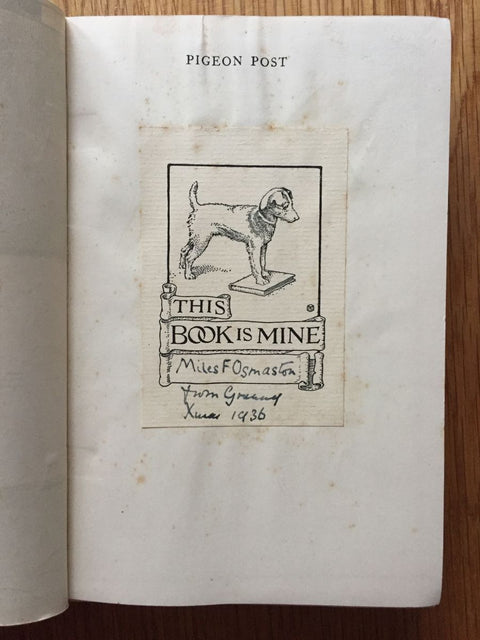 PIGEON POST
THIS
BOOK IS MINE
Miles F Osmaston
from Granny
Xmas 1936